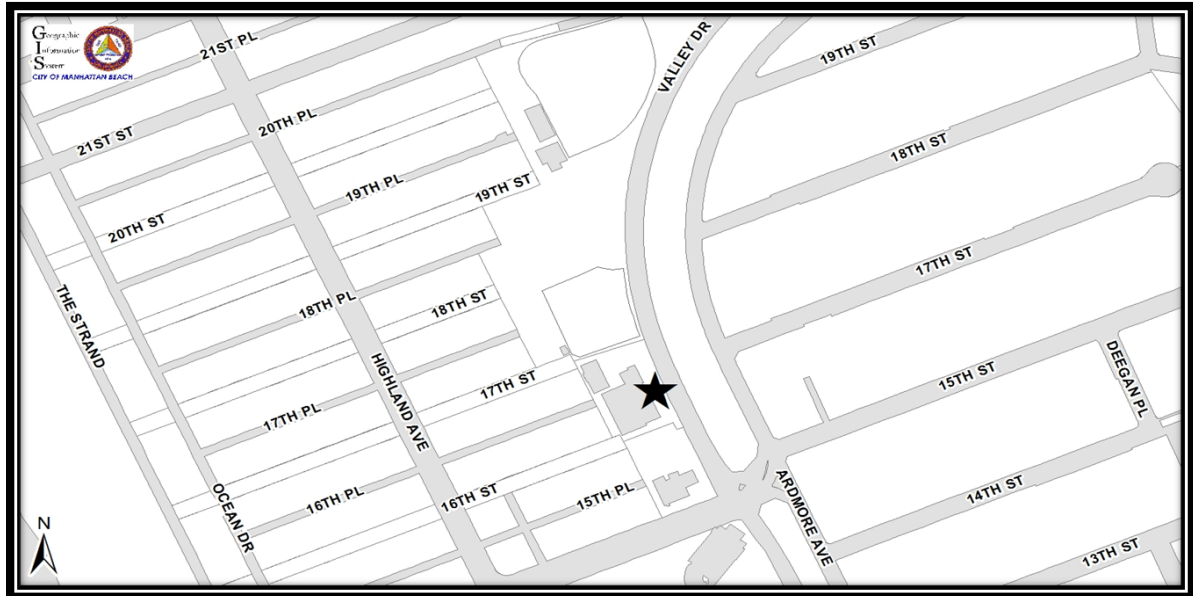 Geographic
Information
System
CITY OF MANHATTAN BEACH
21ST PL
VALLEY DR
19TH ST
21ST ST
20TH PL
18TH ST
19TH PL
19TH ST
20TH ST
17TH ST
THE STRAND
18TH PL
18TH ST
HIGHLAND AVE
17TH ST
15TH ST
DEEGAN PL
17TH PL
OCEAN DR
16TH PL
16TH ST
15TH PL
ARDMORE AVE
14TH ST
13TH ST
N